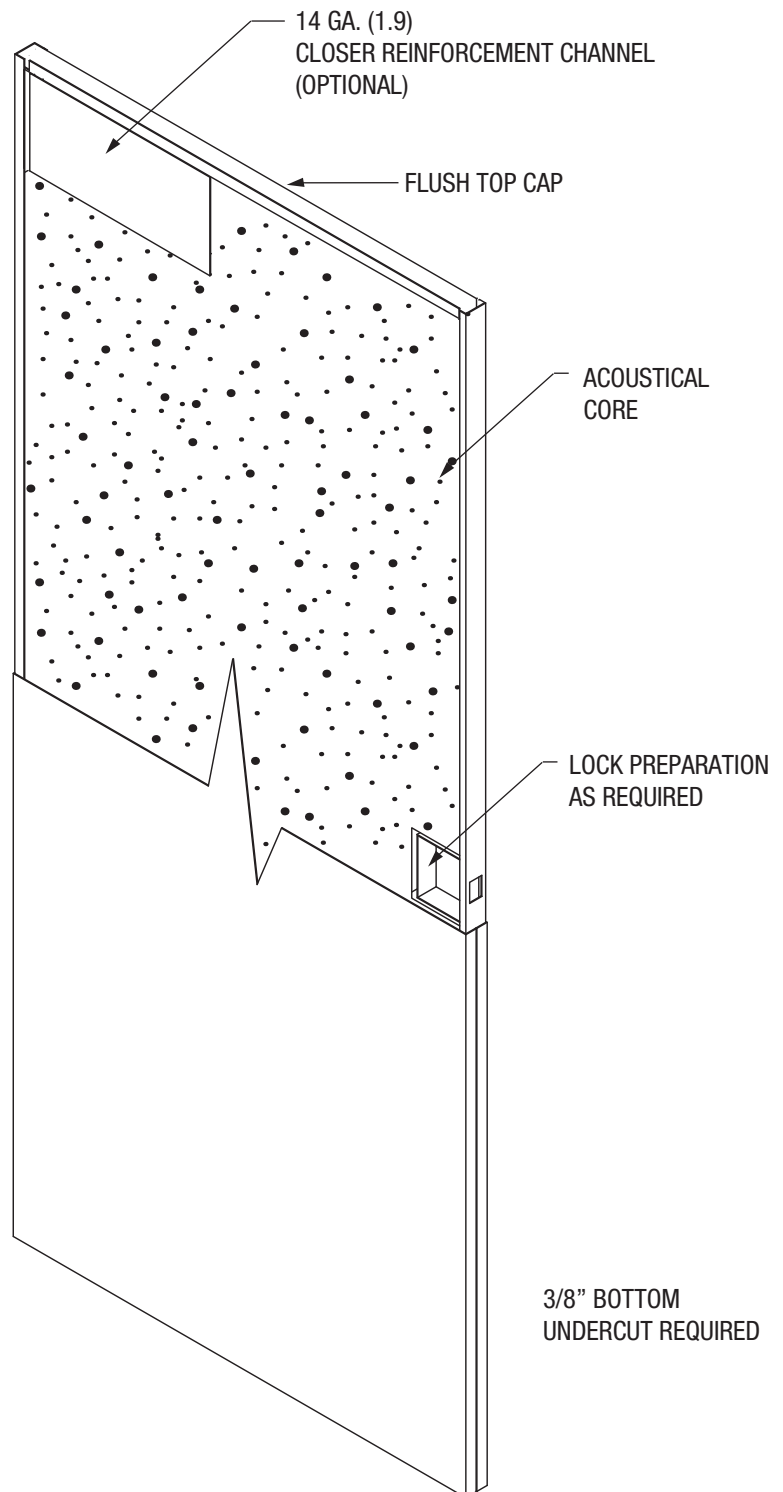 14 GA. (1.9)
CLOSER REINFORCEMENT CHANNEL
(OPTIONAL)
FLUSH TOP CAP
ACOUSTICAL
CORE
LOCK PREPARATION
AS REQUIRED
3/8” BOTTOM
UNDERCUT REQUIRED